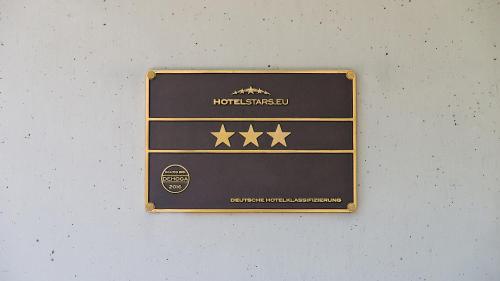 HOTELSTARS.EU
DEHOGA
2016
DEUTSCHE HOTELKLASSIFIZIERUNG